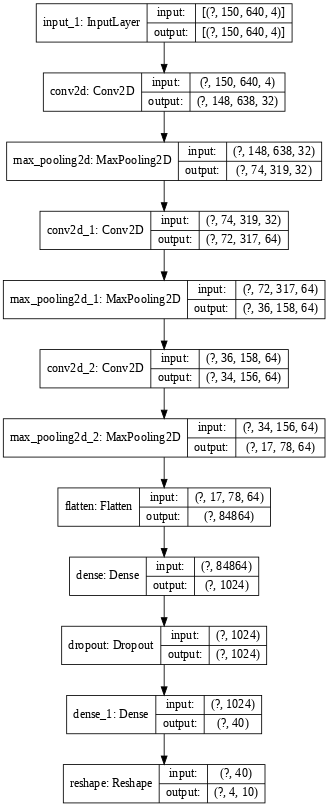 input_1: InputLayer input: [(?, 150, 640, 4)]
output: [(?, 150, 640, 4)]
conv2d: Conv2D input: (?, 150, 640, 4)
output: (?, 148, 638, 32)
max_pooling2d: MaxPooling2D input: (?, 148, 638, 32)
output: (?, 74, 319, 32)
conv2d_1: Conv2D input: (?, 74, 319, 32)
output: (?, 72, 317, 64)
max_pooling2d_1: MaxPooling2D input: (?, 72, 317, 64)
output: (?, 36, 158, 64)
conv2d_2: Conv2D input: (?, 36, 158, 64)
output: (?, 34, 156, 64)
max_pooling2d_2: MaxPooling2D input: (?, 34, 156, 64)
output: (?, 17, 78, 64)
flatten: Flatten input: (?, 17, 78, 64)
output: (?, 84864)
dense: Dense input: (?, 84864)
output: (?, 1024)
dropout: Dropout input: (?, 1024)
output: (?, 1024)
dense_1: Dense input: (?, 1024)
output: (?, 40)
reshape: Reshape input: (?, 40)
output: (?, 4, 10)